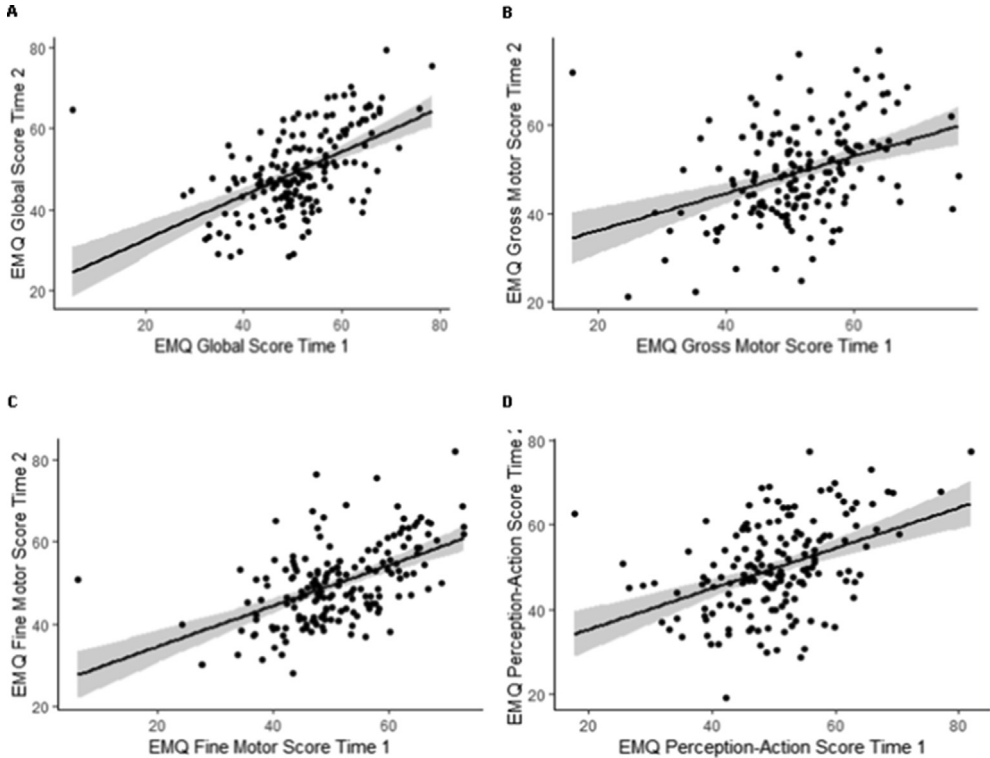 A
EMQ Global Score Time 2
80
60
40
20
20 40 60 80
EMQ Global Score Time 1
B
EMQ Gross Motor Score Time 2
60
40
20
20 40 60
EMQ Gross Motor Score Time 1
C
EMQ Fine Motor Score Time 2
80
60
40
20
20 40 60
EMQ Fine Motor Score Time 1
D
EMQ Perception-Action Score Time
80
60
40
20
20 40 60 80
EMQ Perception-Action Score Time 1